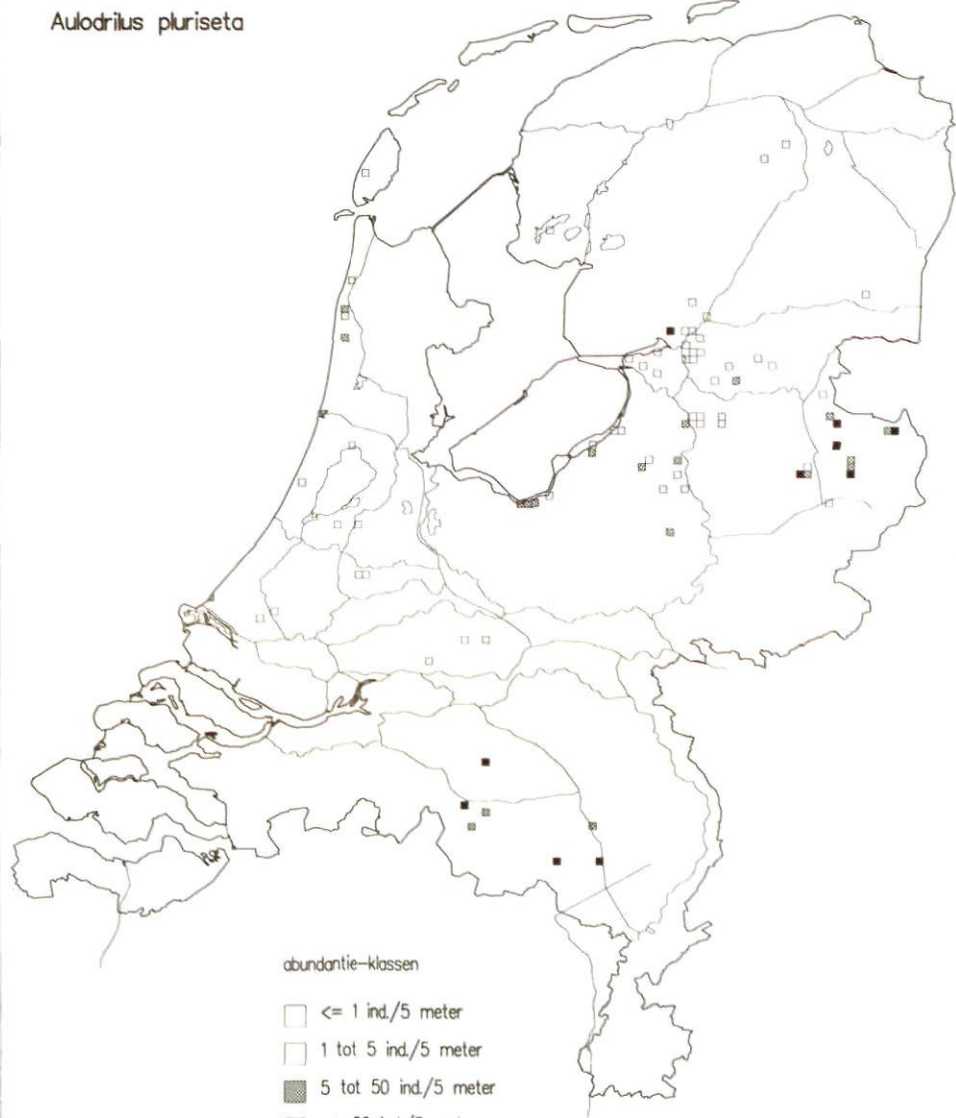 Aulodrilus pluriseta
abundantie-klassen
<= 1 ind./5 meter
1 tot 5 ind./5 meter
5 tot 50 ind./5 meter